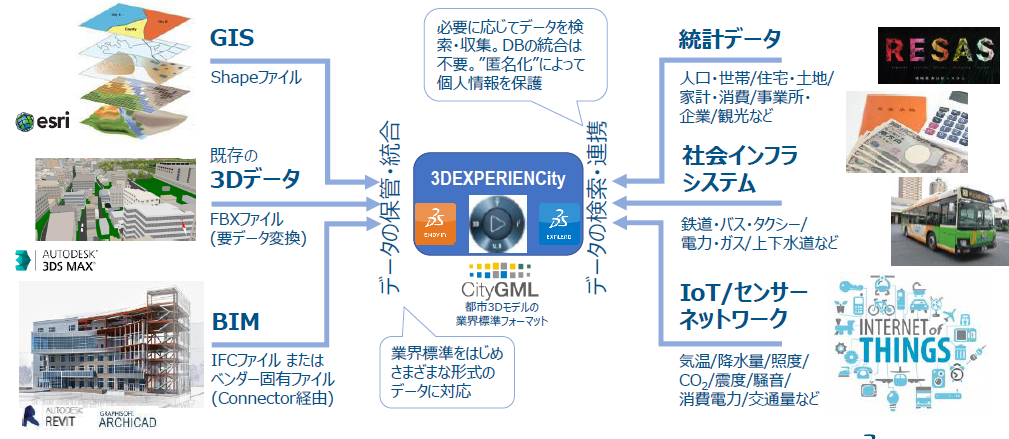 GIS
Shapeファイル
esri
既存の
3Dデータ
FBXファイル
(要データ変換)
AUTODESK®
3DS MAX®
BIM
IFCファイル または
ベンダー固有ファイル
(Connector経由)
AUTODESK
REVIT
GRAPHISOFT
ARCHICAD
データの保管・統合
必要に応じてデータを検
索・収集。DBの統合は
不要。”匿名化”によって
個人情報を保護
3DEXPERIENCity
ENOVIA
V.R
EXALEAD
CityGML
都市3Dモデルの
業界標準フォーマット
業界標準をはじめ
さまざまな形式の
データに対応
データの検索・連携
統計データ
人口・世帯/住宅・土地/
家計・消費/事業所・
企業/観光など
RESAS
社会インフラ
システム
鉄道・バス・タクシー/
電力・ガス/上下水道など
IoT/センサー
ネットワーク
気温/降水量/照度/
CO₂/震度/騒音/
消費電力/交通量など
INTERNET of
THINGS